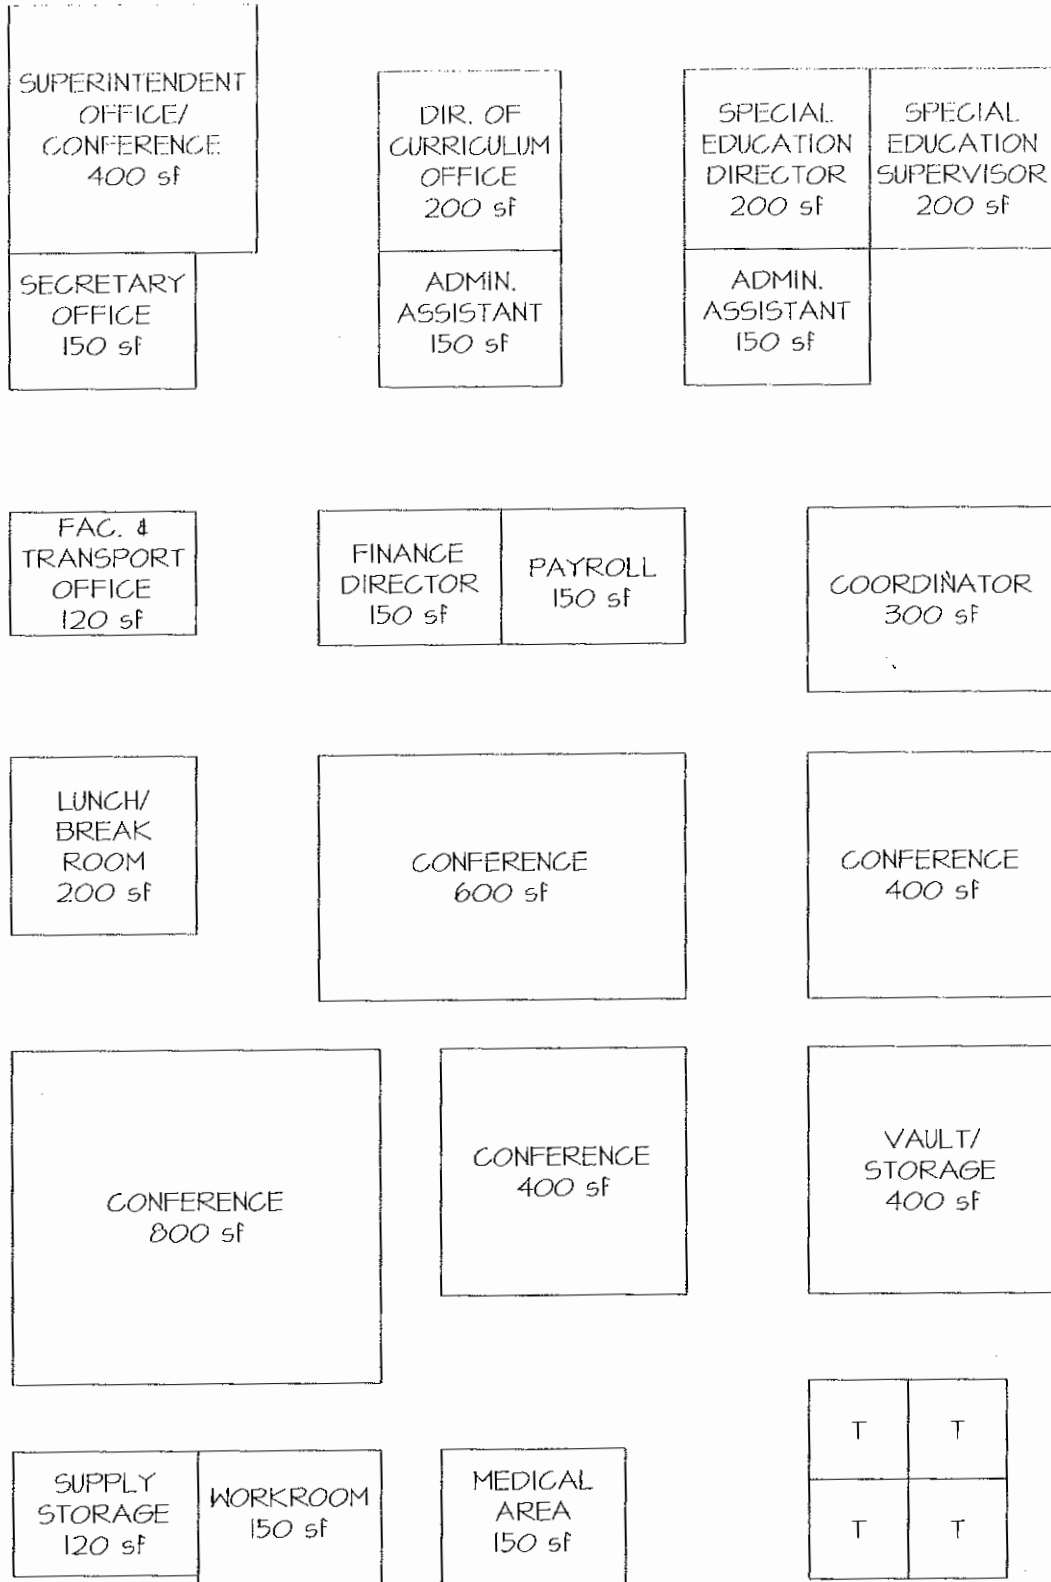 SUPERINTENDENT
OFFICE/
CONFERENCE
400 sf
SECRETARY
OFFICE
150 sf
DIR. OF
CURRICULUM
OFFICE
200 sf
ADMIN.
ASSISTANT
150 sf
SPECIAL
EDUCATION
DIRECTOR
200 sf
SPECIAL
EDUCATION
SUPERVISOR
200 sf
ADMIN.
ASSISTANT
150 sf
FAC. &
TRANSPORT
OFFICE
120 sf
FINANCE
DIRECTOR
150 sf
PAYROLL
150 sf
COORDINATOR
300 sf
LUNCH/
BREAK
ROOM
200 sf
CONFERENCE
600 sf
CONFERENCE
400 sf
CONFERENCE
800 sf
CONFERENCE
400 sf
VAULT/
STORAGE
400 sf
SUPPLY
STORAGE
120 sf
WORKROOM
150 sf
MEDICAL
AREA
150 sf
T T
T T